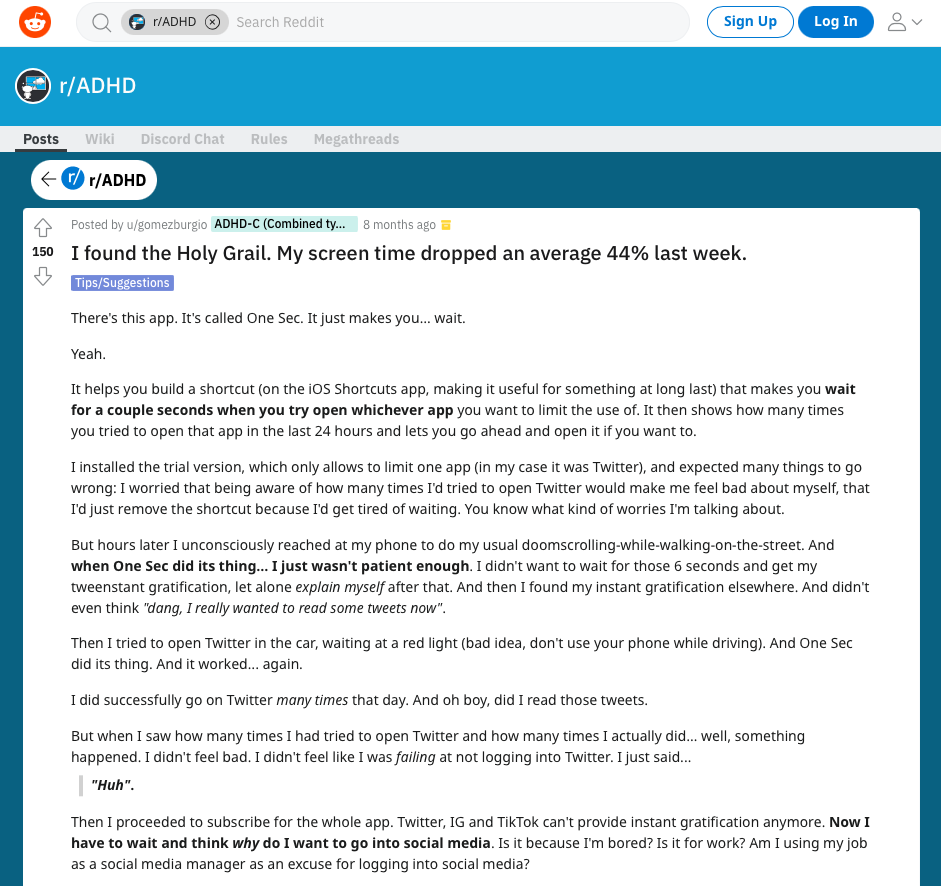 r/ADHD
Search Reddit
Sign Up
Log In
r/ADHD
Posts
Wiki
Discord Chat
Rules
Megathreads
r/
r/ADHD
Posted by u/gomezburgio ADHD-C (Combined ty... 8 months ago
150
I found the Holy Grail. My screen time dropped an average 44% last week.
Tips/Suggestions
There's this app. It's called One Sec. It just makes you... wait.
Yeah.
It helps you build a shortcut (on the iOS Shortcuts app, making it useful for something at long last) that makes you wait
for a couple seconds when you try open whichever app you want to limit the use of. It then shows how many times
you tried to open that app in the last 24 hours and lets you go ahead and open it if you want to.
I installed the trial version, which only allows to limit one app (in my case it was Twitter), and expected many things to go
wrong: I worried that being aware of how many times I'd tried to open Twitter would make me feel bad about myself, that
I'd just remove the shortcut because I'd get tired of waiting. You know what kind of worries I'm talking about.
But hours later I unconsciously reached at my phone to do my usual doomscrolling-while-walking-on-the-street. And
when One Sec did its thing... I just wasn't patient enough. I didn't want to wait for those 6 seconds and get my
tweenstant gratification, let alone explain myself after that. And then I found my instant gratification elsewhere. And didn't
even think "dang, I really wanted to read some tweets now".
Then I tried to open Twitter in the car, waiting at a red light (bad idea, don't use your phone while driving). And One Sec
did its thing. And it worked... again.
I did successfully go on Twitter many times that day. And oh boy, did I read those tweets.
But when I saw how many times I had tried to open Twitter and how many times I actually did... well, something
happened. I didn't feel bad. I didn't feel like I was failing at not logging into Twitter. I just said...
"Huh".
Then I proceeded to subscribe for the whole app. Twitter, IG and TikTok can't provide instant gratification anymore. Now I
have to wait and think why do I want to go into social media. Is it because I'm bored? Is it for work? Am I using my job
as a social media manager as an excuse for logging into social media?